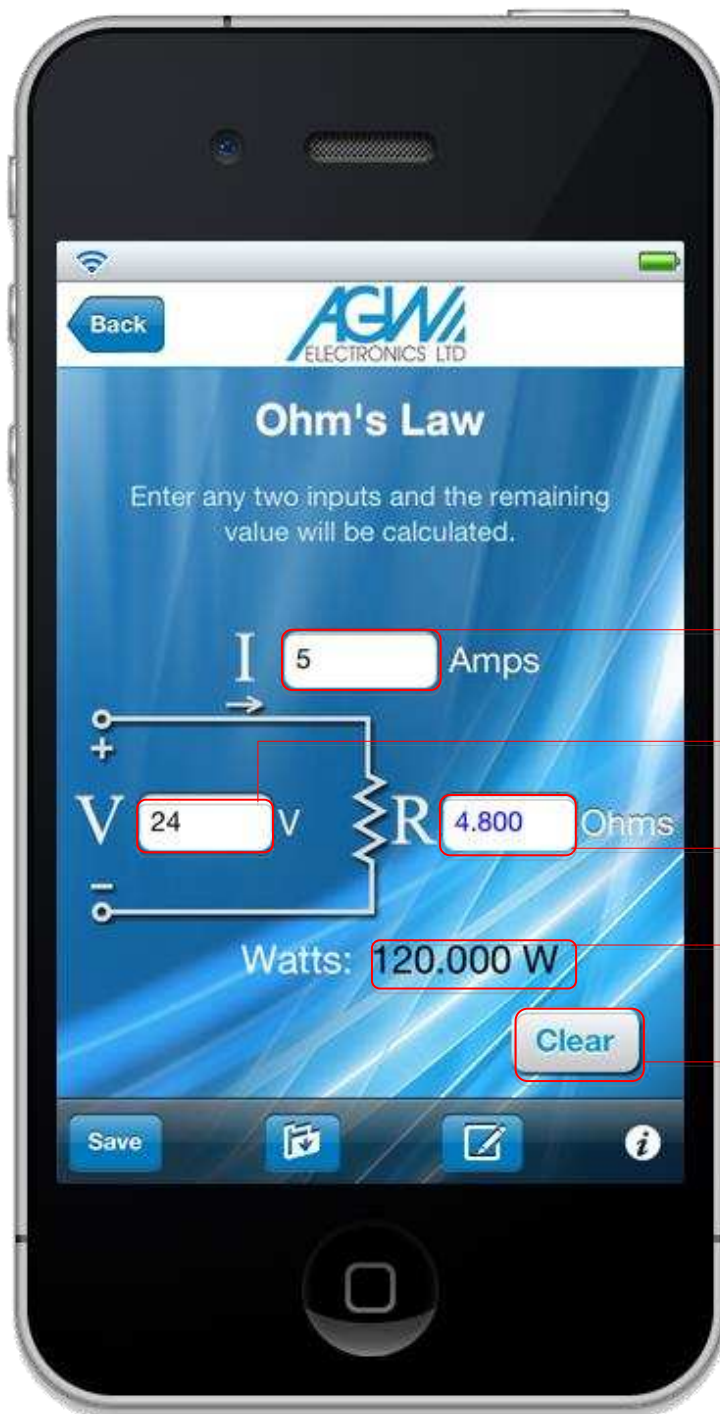 Back
AGW
ELECTRONICS LTD
Ohm's Law
Enter any two inputs and the remaining
value will be calculated.
I 5 Amps
+
V 24 V R 4.800 Ohms
−
Watts: 120.000 W
Clear
Save
i